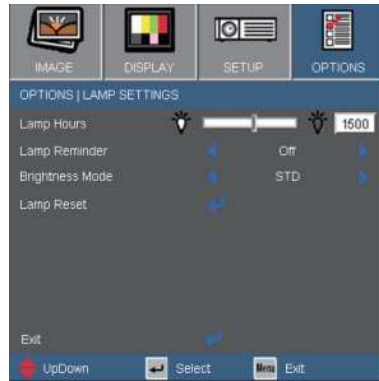 IMAGE DISPLAY SETUP OPTIONS
OPTIONS | LAMP SETTINGS
Lamp Hours 1500
Lamp Reminder Off
Brightness Mode STD
Lamp Reset
Exit
UpDown Select Menu Exit